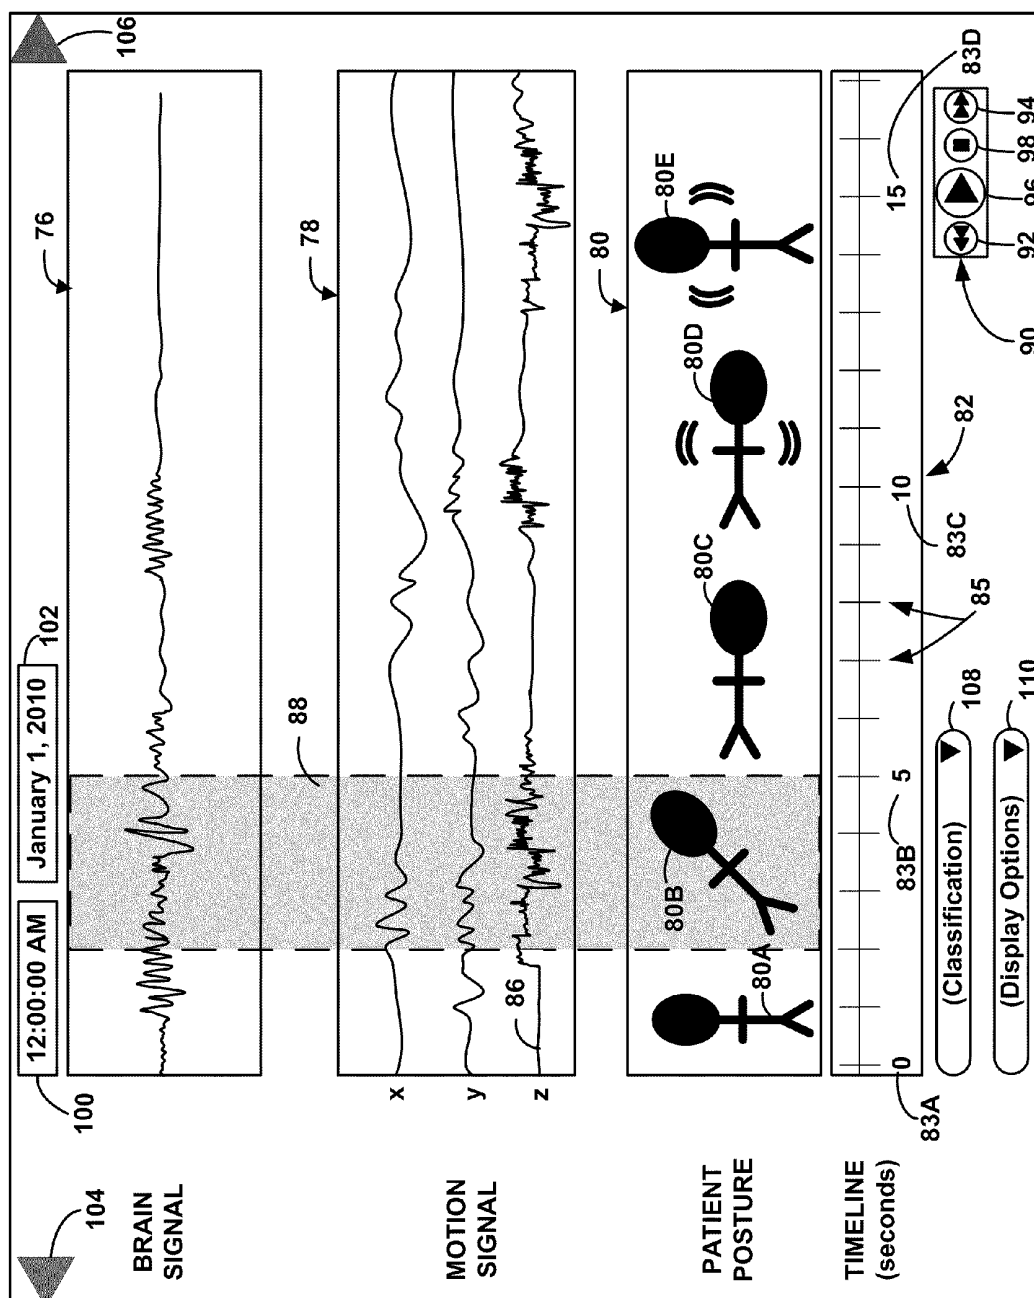 104
106
100
12:00:00 AM
January 1, 2010
102
BRAIN
SIGNAL
76
88
MOTION
SIGNAL
x
y
z
86
78
PATIENT
POSTURE
80A
80B
80C
80D
80E
80
TIMELINE
(seconds)
0
5
10
15
83A
83B
83C
83D
85
82
(Classification)
108
(Display Options)
110
90
92
96
98
94